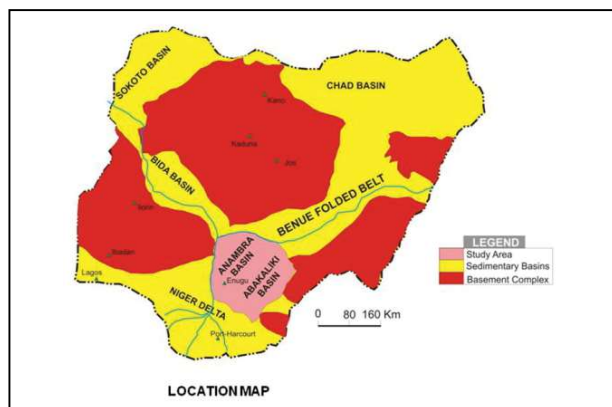 SOKOTO BASIN
CHAD BASIN
Kano
Kaduna
Jos
BIDA BASIN
BENUE FOLDED BELT
Ilorin
ANAMBRA
BASIN
ABAKALIKI
BASIN
Ibadan
Enugu
Lagos
NIGER DELTA
Port-Harcourt
LEGEND
Study Area
Sedimentary Basins
Basement Complex
0 80 160 Km
LOCATION MAP